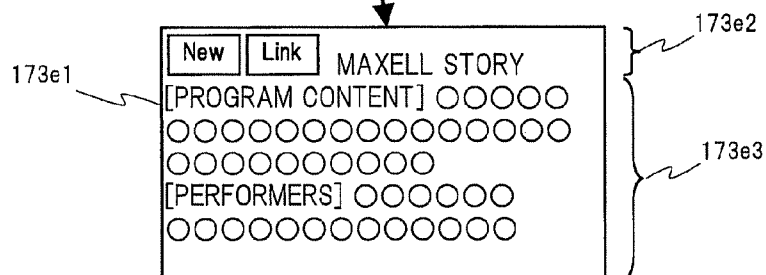 173e2
New Link MAXELL STORY
173e1
[PROGRAM CONTENT] ○○○○○
○○○○○○○○○○○○○○○
○○○○○○○○○○
173e3
[PERFORMERS] ○○○○○○
○○○○○○○○○○○○○